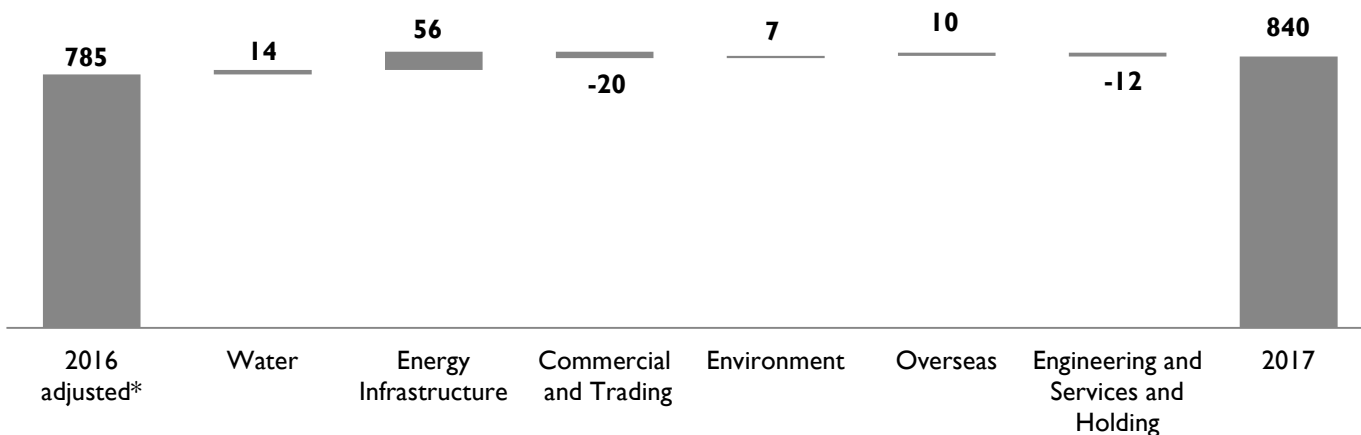 785
14
56
-20
7
10
-12
840
2016
adjusted*
Water
Energy
Infrastructure
Commercial
and Trading
Environment
Overseas
Engineering and
Services and
Holding
2017